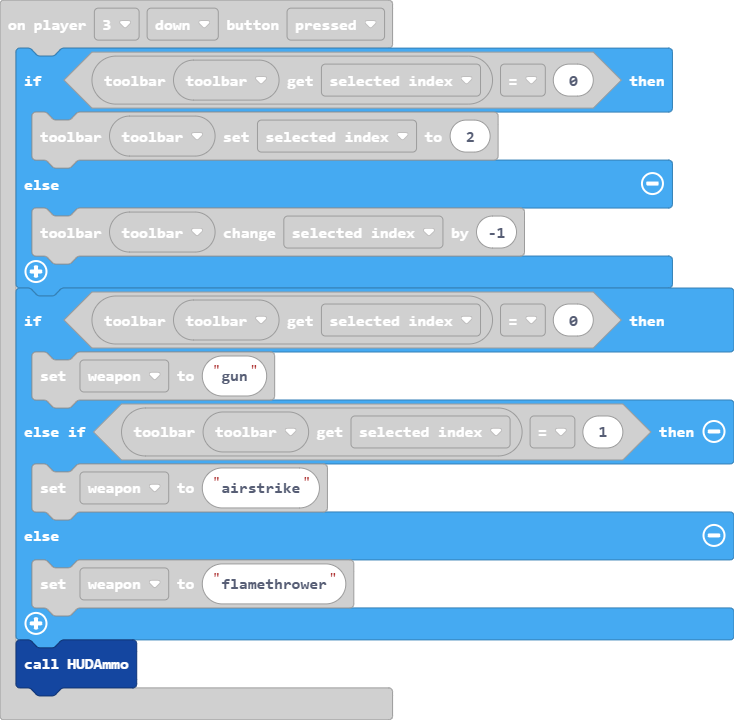 on player 3 down button pressed
if toolbar toolbar get selected index = 0 then
toolbar toolbar set selected index to 2
else
toolbar toolbar change selected index by -1
if toolbar toolbar get selected index = 0 then
set weapon to "gun"
else if toolbar toolbar get selected index = 1 then
set weapon to "airstrike"
else
set weapon to "flamethrower"
call HUDAmmo